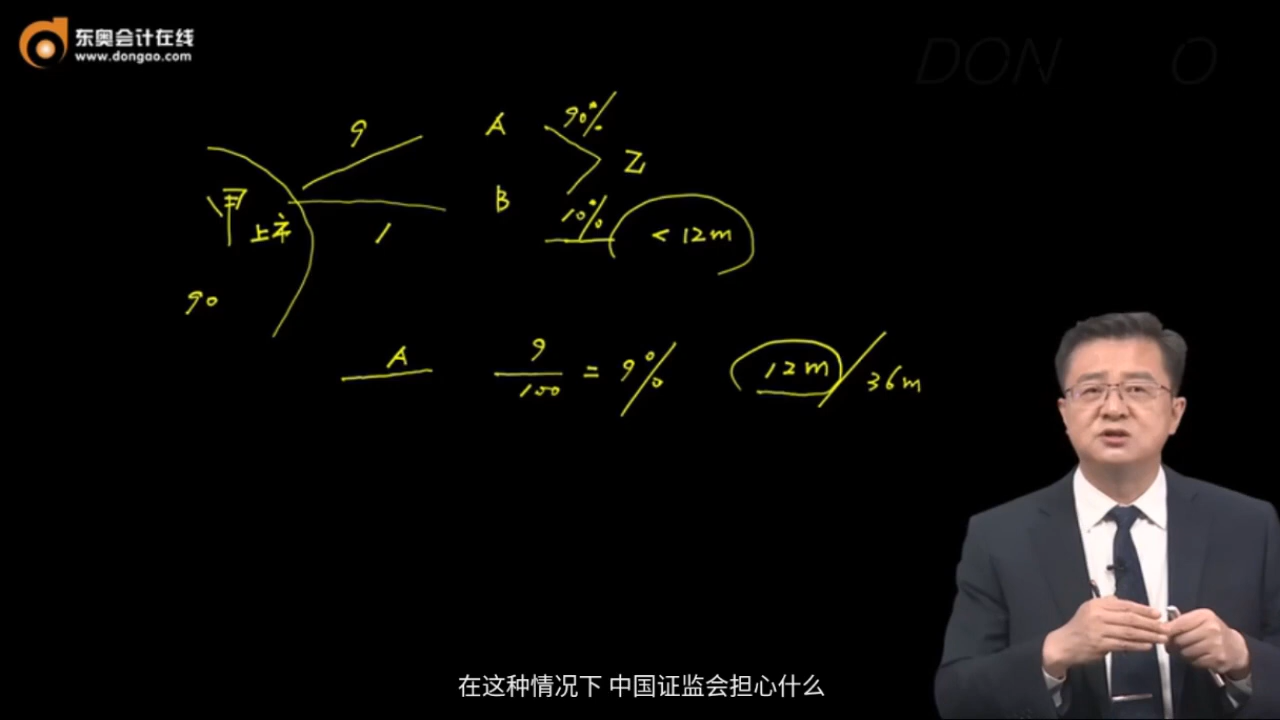 东奥会计在线
www.dongao.com
DON O
9 A 90% 乙
甲 上市 1 B 10% < 12m
90
A 9/100 = 9% 12m / 36m
在这种情况下 中国证监会担心什么